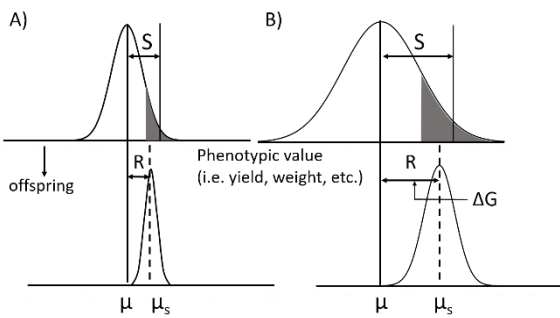 A)
B)
S
S
R
Phenotypic value
(i.e. yield, weight, etc.)
R
offspring
ΔG
μ
μs
μ
μs